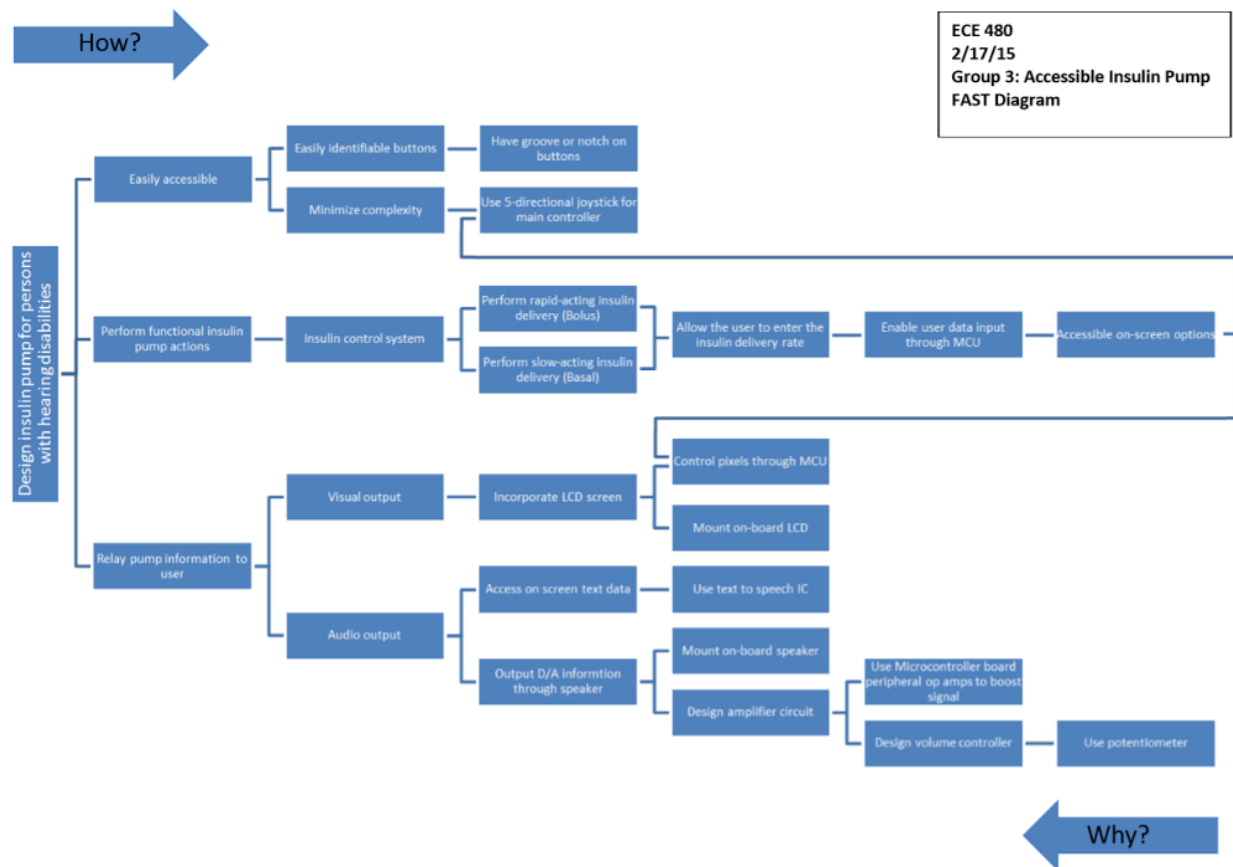 How?
ECE 480
2/17/15
Group 3: Accessible Insulin Pump
FAST Diagram
Design insulin pump for persons
with hearing disabilities
Easily accessible
Easily identifiable buttons
Have groove or notch on
buttons
Minimize complexity
Use 5-directional joystick for
main controller
Perform functional insulin
pump actions
Insulin control system
Perform rapid-acting insulin
delivery (Bolus)
Perform slow-acting insulin
delivery (Basal)
Allow the user to enter the
insulin delivery rate
Enable user data input
through MCU
Accessible on-screen options
Relay pump information to
user
Visual output
Incorporate LCD screen
Control pixels through MCU
Mount on-board LCD
Audio output
Access on screen text data
Use text to speech IC
Output D/A informtion
through speaker
Mount on-board speaker
Design amplifier circuit
Use Microcontroller board
peripheral op amps to boost
signal
Design volume controller
Use potentiometer
Why?